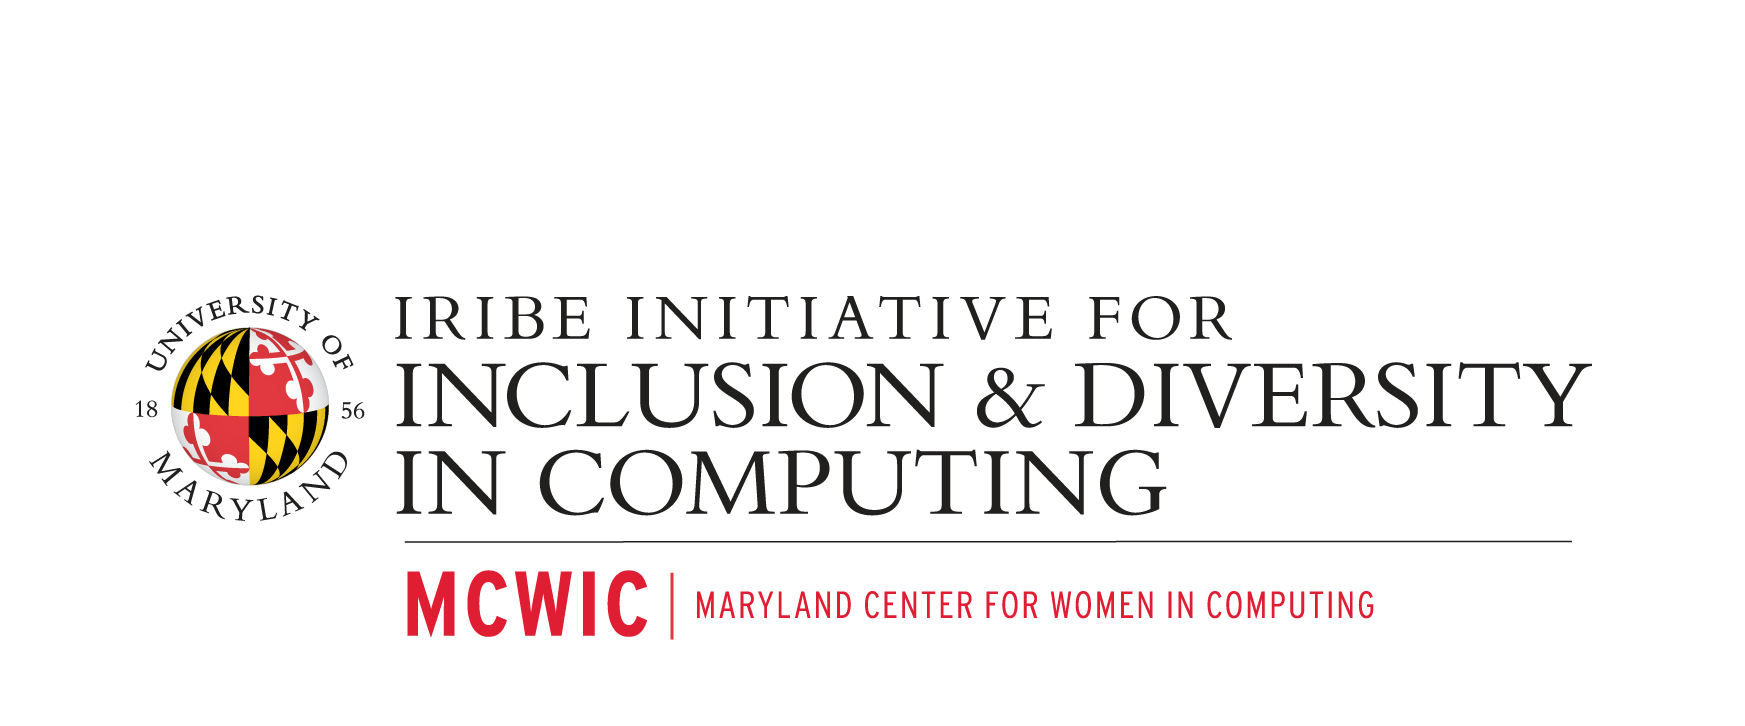 UNIVERSITY OF
18 56
MARYLAND
IRIBE INITIATIVE FOR
INCLUSION & DIVERSITY
IN COMPUTING
MCWIC | MARYLAND CENTER FOR WOMEN IN COMPUTING